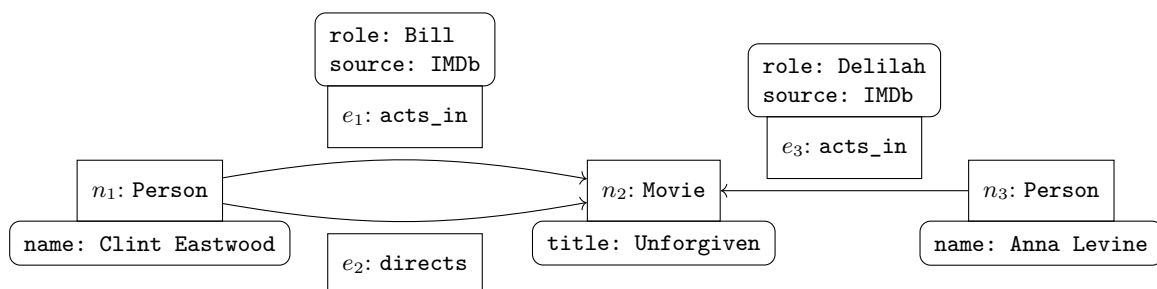 role: Bill
source: IMDb
e1: acts_in
role: Delilah
source: IMDb
e3: acts_in
n1: Person
name: Clint Eastwood
n2: Movie
title: Unforgiven
n3: Person
name: Anna Levine
e2: directs